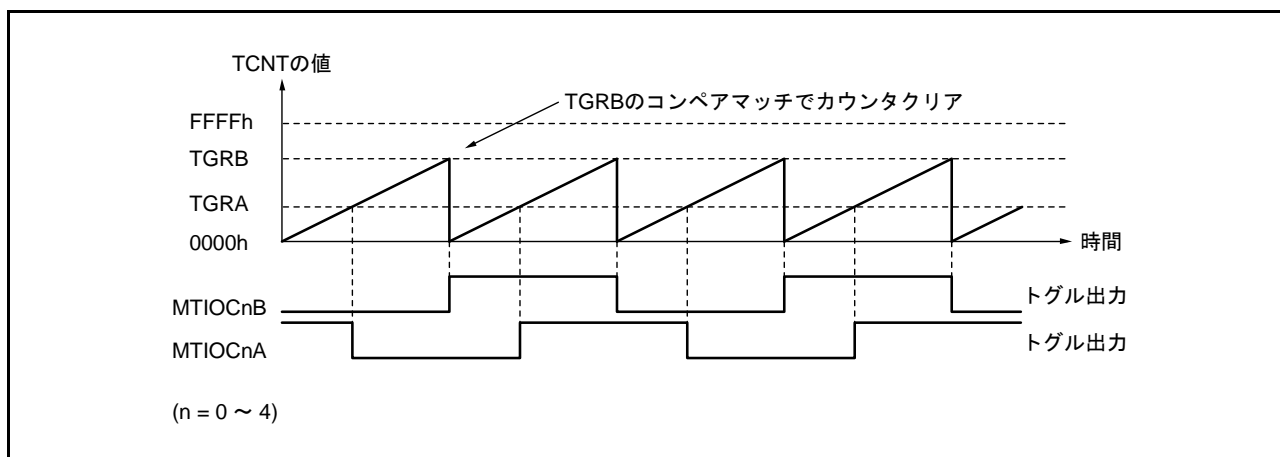 TCNTの値
TGRBのコンペアマッチでカウンタクリア
FFFFh
TGRB
TGRA
0000h
時間
MTIOCnB
トグル出力
MTIOCnA
トグル出力
(n = 0 ～ 4)